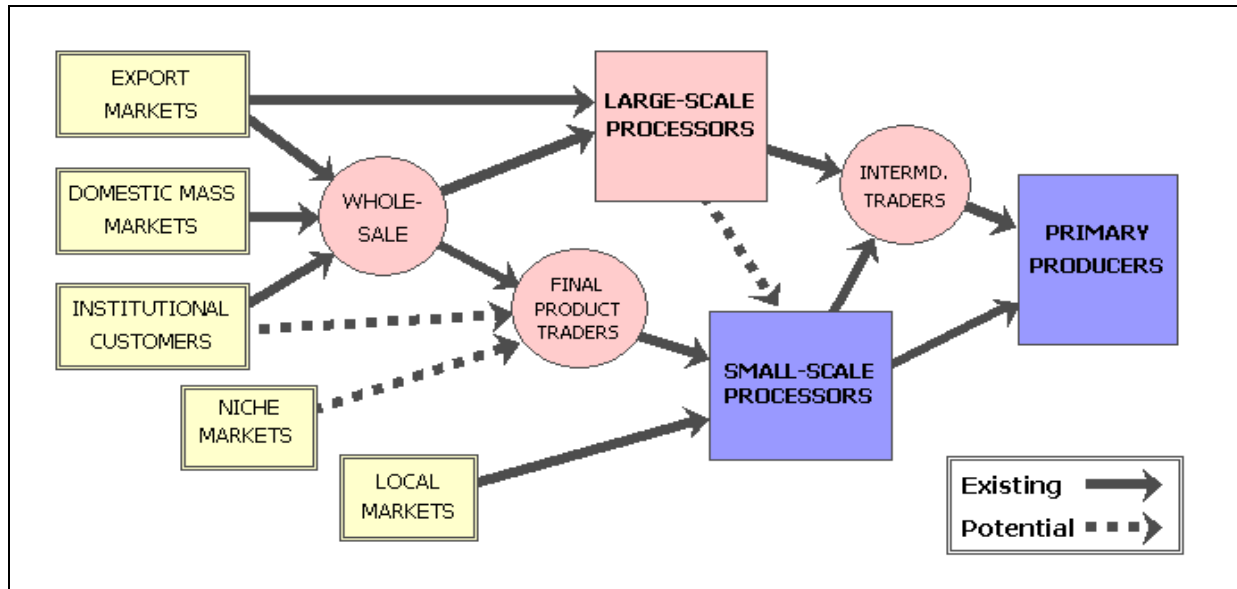 EXPORT
MARKETS
LARGE-SCALE
PROCESSORS
DOMESTIC MASS
MARKETS
WHOLE-
SALE
INTERMD.
TRADERS
PRIMARY
PRODUCERS
INSTITUTIONAL
CUSTOMERS
FINAL
PRODUCT
TRADERS
SMALL-SCALE
PROCESSORS
NICHE
MARKETS
LOCAL
MARKETS
Existing
Potential